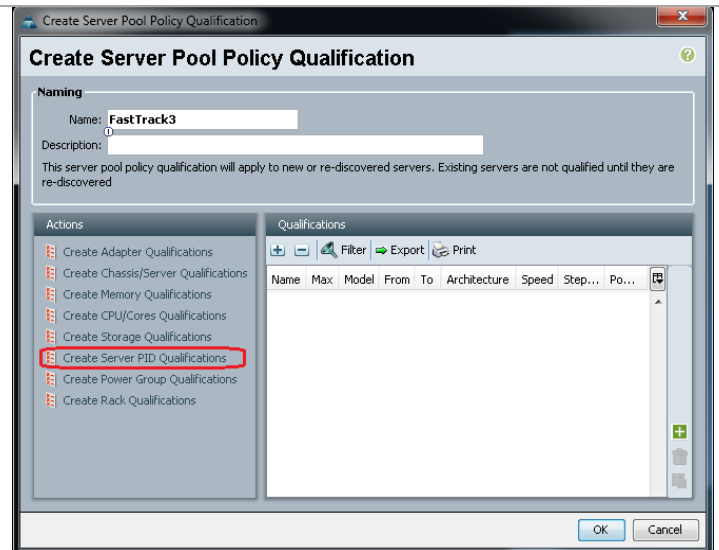 Create Server Pool Policy Qualification
Create Server Pool Policy Qualification
Naming
Name: FastTrack3
Description:
This server pool policy qualification will apply to new or re-discovered servers. Existing servers are not qualified until they are
re-discovered
Actions
Create Adapter Qualifications
Create Chassis/Server Qualifications
Create Memory Qualifications
Create CPU/Cores Qualifications
Create Storage Qualifications
Create Server PID Qualifications
Create Power Group Qualifications
Create Rack Qualifications
Qualifications
Filter Export Print
Name Max Model From To Architecture Speed Step... Po...
OK Cancel